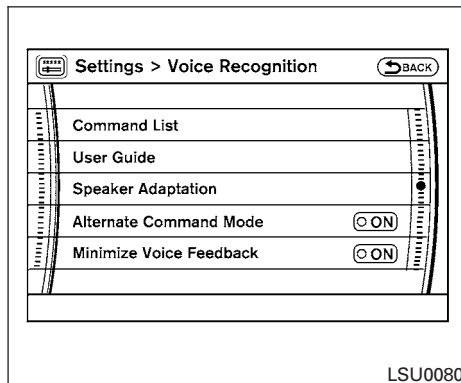 Settings > Voice Recognition BACK
Command List
User Guide
Speaker Adaptation
Alternate Command Mode ON
Minimize Voice Feedback ON
LSU0080